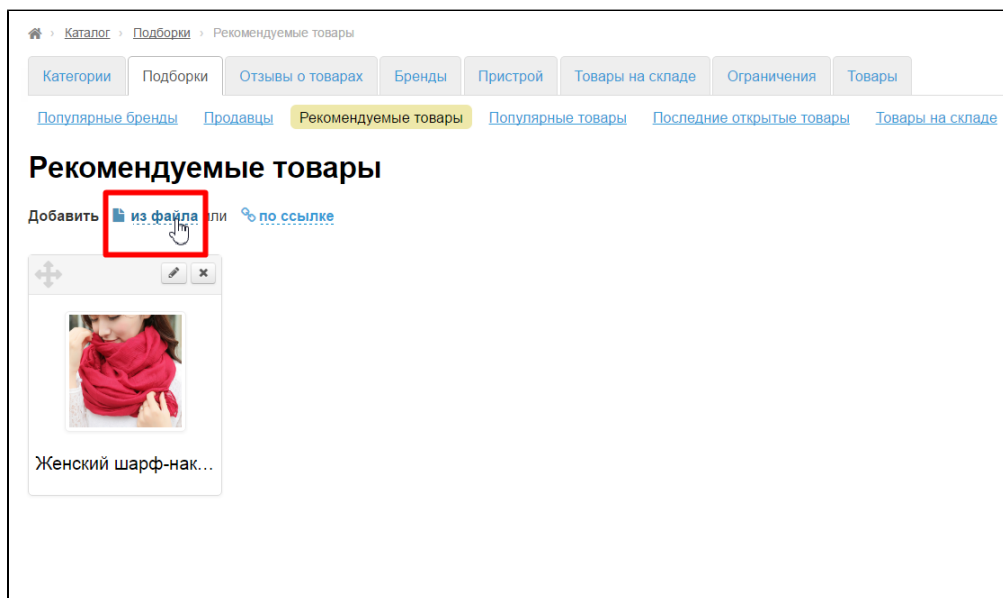 Каталог › Подборки › Рекомендуемые товары
Категории Подборки Отзывы о товарах Бренды Пристрой Товары на складе Ограничения Товары
Популярные бренды Продавцы Рекомендуемые товары Популярные товары Последние открытые товары Товары на складе
Рекомендуемые товары
Добавить из файла или по ссылке
Женский шарф-нак...